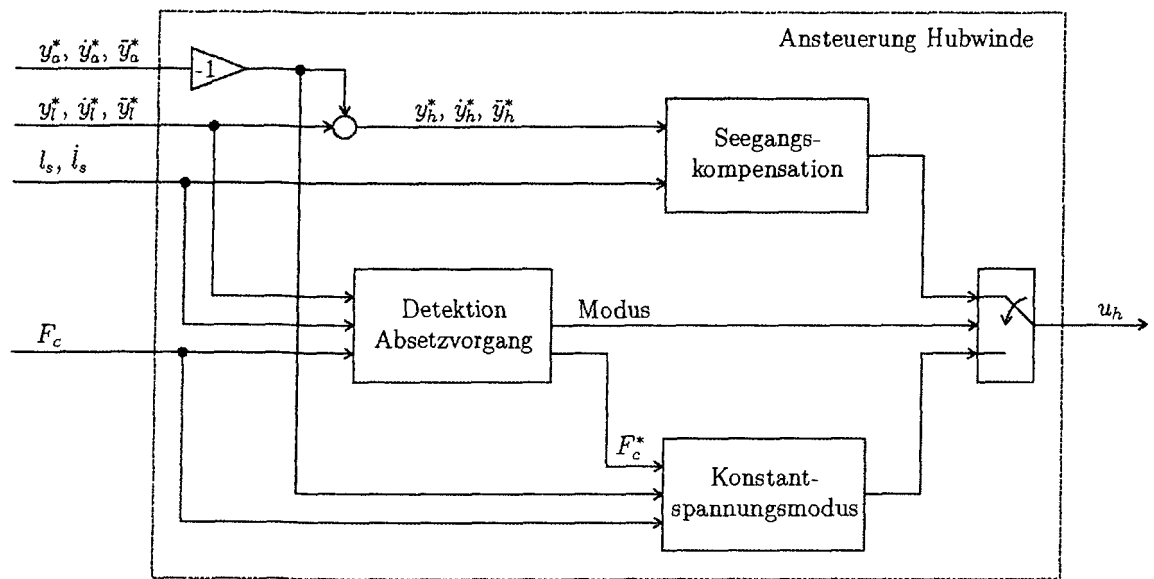 Ansteuerung Hubwinde
y_a^*, ẏ_a^*, ÿ_a^*
-1
y_l^*, ẏ_l^*, ÿ_l^*
y_h^*, ẏ_h^*, ÿ_h^*
Seegangs-
kompensation
l_s, l̇_s
Detektion
Absetzvorgang
Modus
u_h
F_c
F_c^*
Konstant-
spannungsmodus